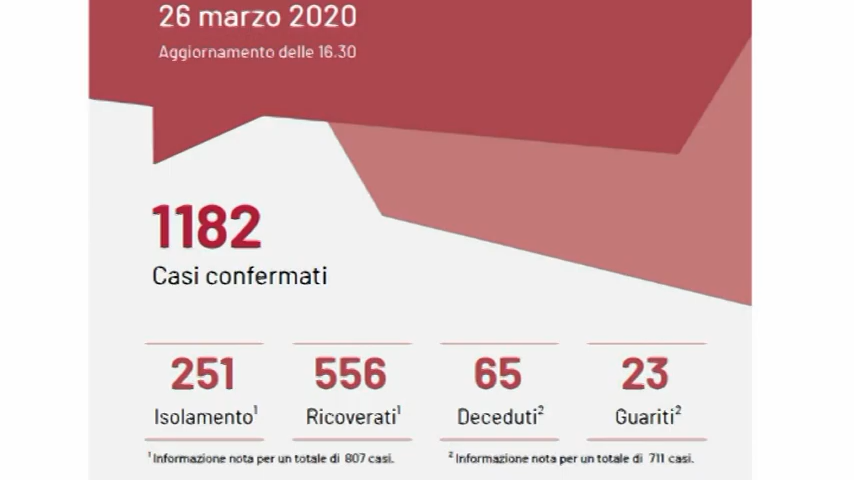 26 marzo 2020
Aggiornamento delle 16.30
1182
Casi confermati
251 556 65 23
Isolamento¹ Ricoverati¹ Deceduti² Guariti²
¹ Informazione nota per un totale di 807 casi. ² Informazione nota per un totale di 711 casi.